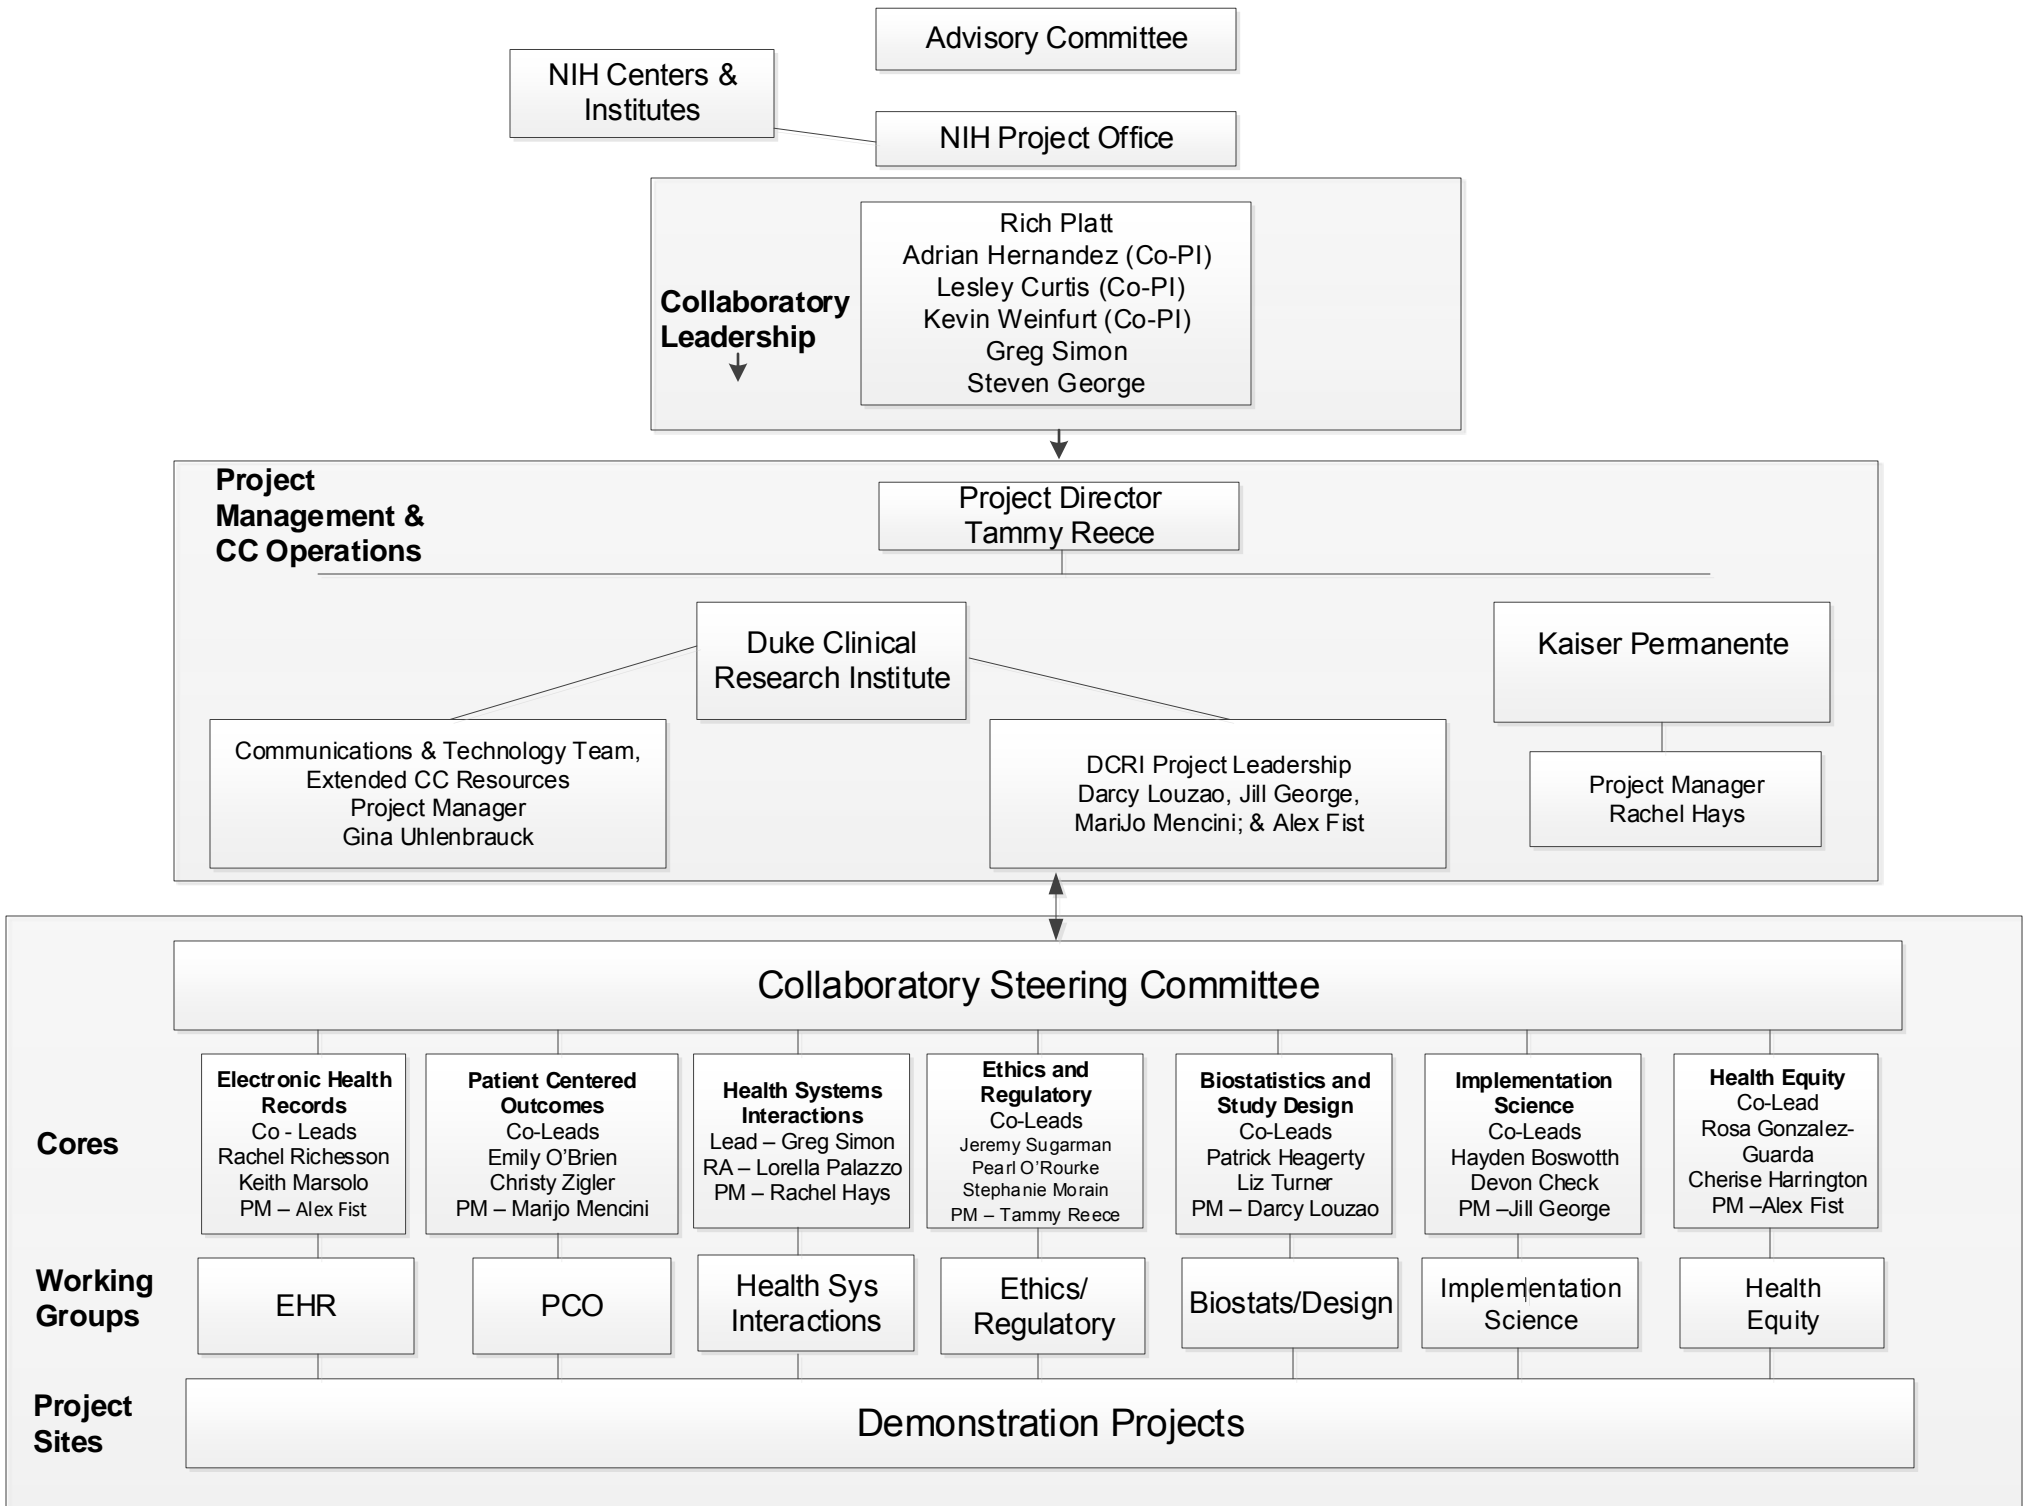 Advisory Committee
NIH Centers &
Institutes
NIH Project Office
Collaboratory
Leadership
Rich Platt
Adrian Hernandez (Co-PI)
Lesley Curtis (Co-PI)
Kevin Weinfurt (Co-PI)
Greg Simon
Steven George
Project
Management &
CC Operations
Project Director
Tammy Reece
Duke Clinical
Research Institute
Kaiser Permanente
Communications & Technology Team,
Extended CC Resources
Project Manager
Gina Uhlenbrauck
DCRI Project Leadership
Darcy Louzao, Jill George,
MariJo Mencini; & Alex Fist
Project Manager
Rachel Hays
Collaboratory Steering Committee
Cores
Electronic Health
Records
Co - Leads
Rachel Richesson
Keith Marsolo
PM – Alex Fist
Patient Centered
Outcomes
Co-Leads
Emily O’Brien
Christy Zigler
PM – Marijo Mencini
Health Systems
Interactions
Lead – Greg Simon
RA – Lorella Palazzo
PM – Rachel Hays
Ethics and
Regulatory
Co-Leads
Jeremy Sugarman
Pearl O’Rourke
Stephanie Morain
PM – Tammy Reece
Biostatistics and
Study Design
Co-Leads
Patrick Heagerty
Liz Turner
PM – Darcy Louzao
Implementation
Science
Co-Leads
Hayden Boswotth
Devon Check
PM –Jill George
Health Equity
Co-Lead
Rosa Gonzalez-
Guarda
Cherise Harrington
PM –Alex Fist
Working
Groups
EHR
PCO
Health Sys
Interactions
Ethics/
Regulatory
Biostats/Design
Implementation
Science
Health
Equity
Project
Sites
Demonstration Projects